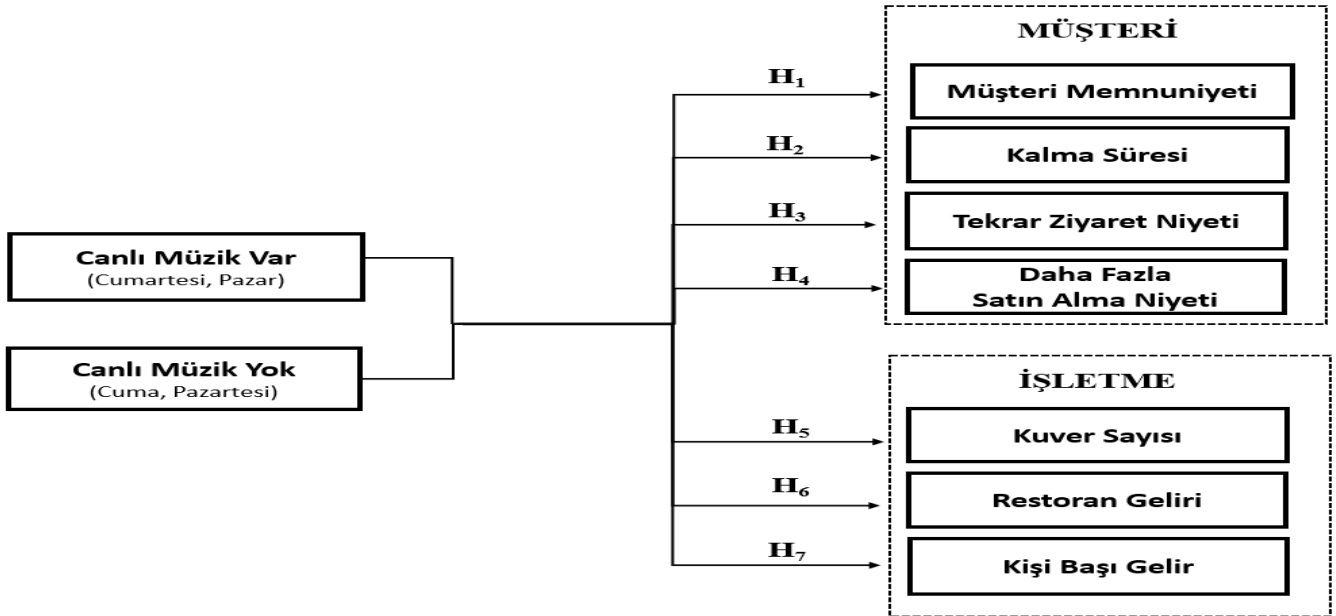 Canlı Müzik Var
(Cumartesi, Pazar)
Canlı Müzik Yok
(Cuma, Pazartesi)
H₁
H₂
H₃
H₄
H₅
H₆
H₇
MÜŞTERİ
Müşteri Memnuniyeti
Kalma Süresi
Tekrar Ziyaret Niyeti
Daha Fazla
Satın Alma Niyeti
İŞLETME
Kuver Sayısı
Restoran Geliri
Kişi Başı Gelir